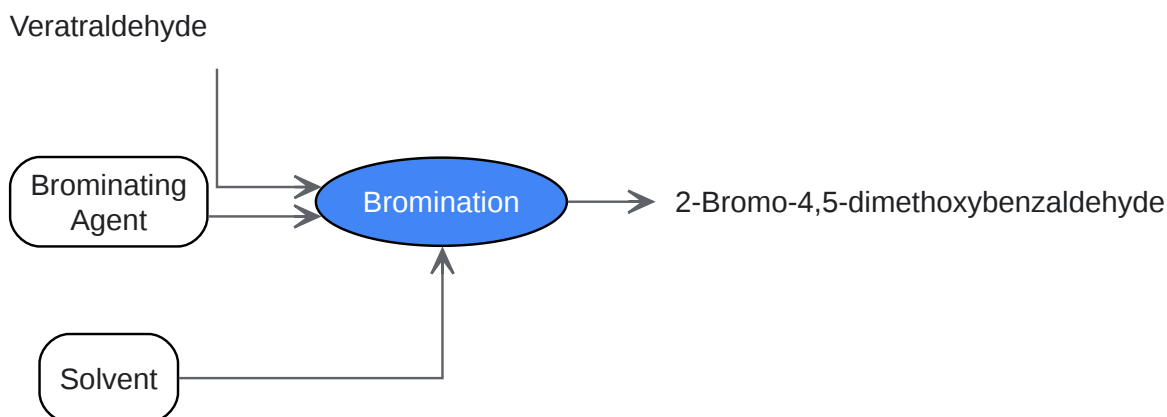 Veratraldehyde
Brominating
Agent
Bromination
2-Bromo-4,5-dimethoxybenzaldehyde
Solvent